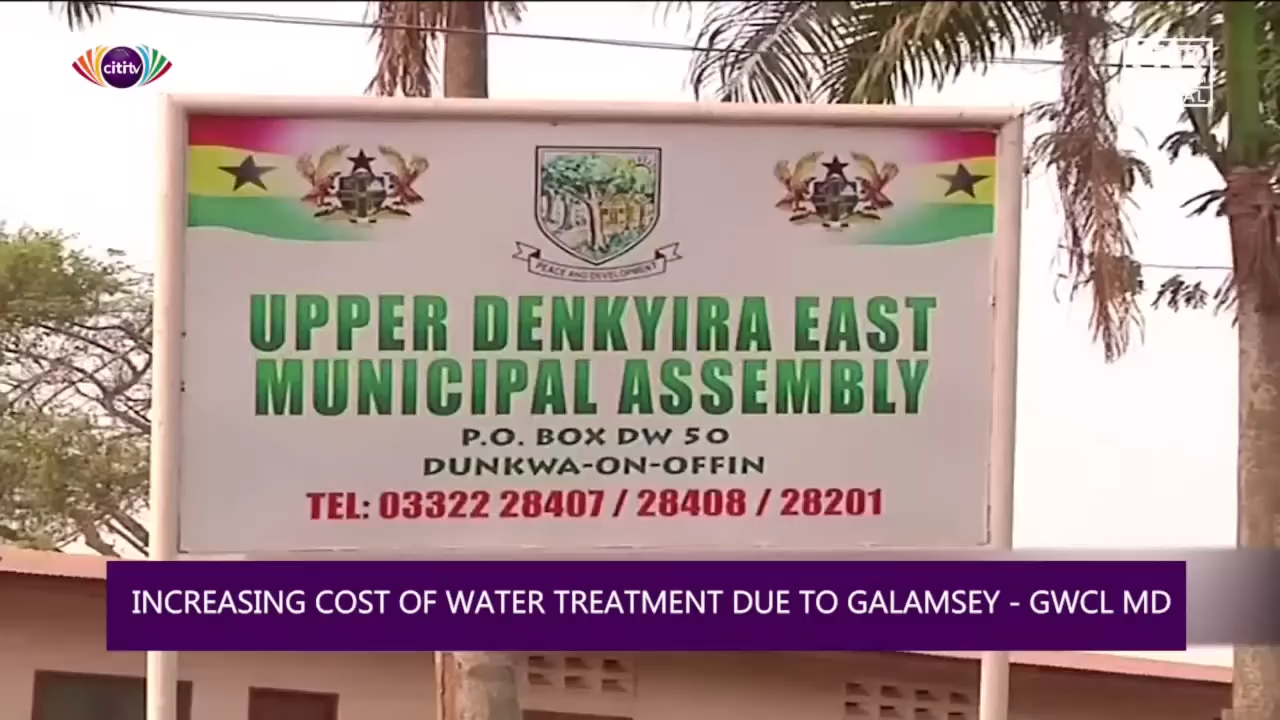 citi tv
PEACE AND DEVELOPMENT
UPPER DENKYIRA EAST
MUNICIPAL ASSEMBLY
P.O. BOX DW 50
DUNKWA-ON-OFFIN
TEL: 03322 28407 / 28408 / 28201
INCREASING COST OF WATER TREATMENT DUE TO GALAMSEY - GWCL MD